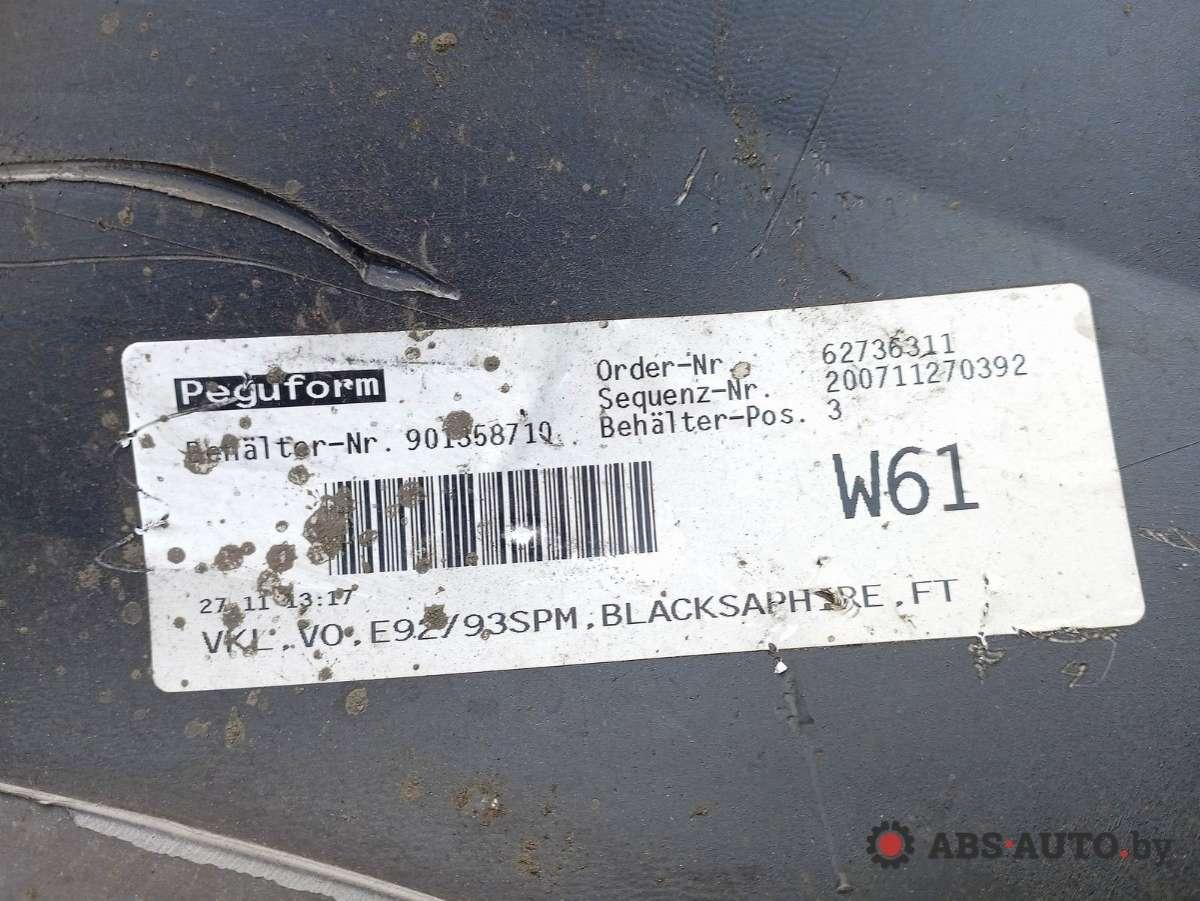 Peguform
Order-Nr. 62736311
Sequenz-Nr. 200711270392
Behälter-Nr. 901358710 Behälter-Pos. 3
W61
27.11 13:17
VKL.VO.E92/93SPM.BLACKSAPHIRE.FT
ABS-AUTO.by